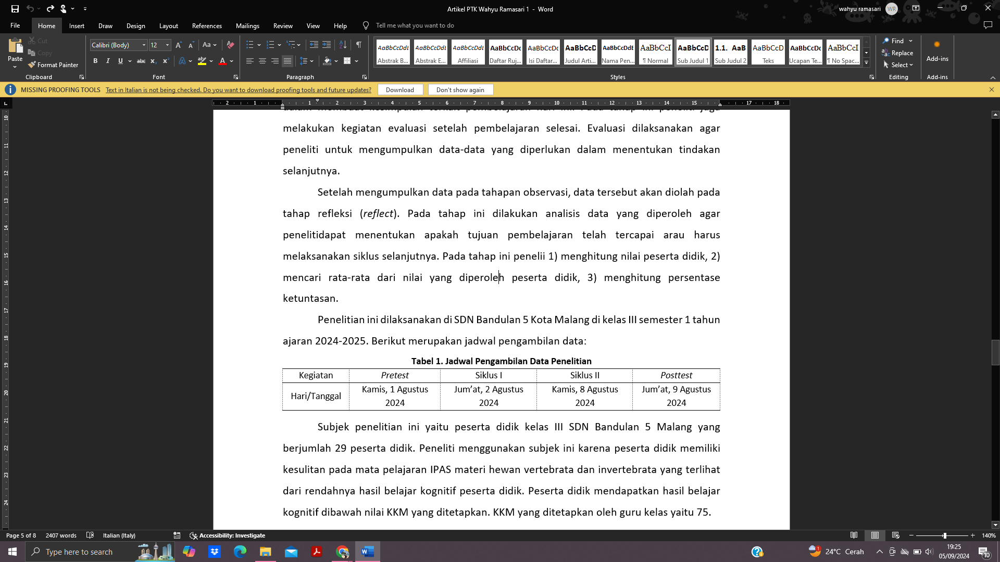 Artikel PTK Wahyu Ramasari 1 - Word
wahyu ramasari WR
File Home Insert Draw Design Layout References Mailings Review View Help Tell me what you want to do
Paste Cut Copy Format Painter
Calibri (Body) 12
AaBbCcDdI AaBbCcDdI AaBbCcDdI AaBbCcDc AaBbCcDc AaBbCcD AaBbCcDdE AaBbCcI AaBbCcD 1.1. AaB AaBbCcD AaBbCcDc AaBbCcI
Abstrak B... Abstrak E... Affiliasi Daftar Ruj... Isi Daftar... Judul Arti... Nama Pen... ¶ Normal Sub Judul 1 Sub Judul 2 Teks Ucapan Te... ¶ No Spac...
Find
Replace
Select
Add-ins
Clipboard Font Paragraph Styles Editing Add-ins
MISSING PROOFING TOOLS Text in Italian is not being checked. Do you want to download proofing tools and future updates? Download Don't show again
melakukan kegiatan evaluasi setelah pembelajaran selesai. Evaluasi dilaksanakan agar
peneliti untuk mengumpulkan data-data yang diperlukan dalam menentukan tindakan
selanjutnya.
Setelah mengumpulkan data pada tahapan observasi, data tersebut akan diolah pada
tahap refleksi (reflect). Pada tahap ini dilakukan analisis data yang diperoleh agar
penelitidapat menentukan apakah tujuan pembelajaran telah tercapai arau harus
melaksanakan siklus selanjutnya. Pada tahap ini penelii 1) menghitung nilai peserta didik, 2)
mencari rata-rata dari nilai yang diperoleh peserta didik, 3) menghitung persentase
ketuntasan.
Penelitian ini dilaksanakan di SDN Bandulan 5 Kota Malang di kelas III semester 1 tahun
ajaran 2024-2025. Berikut merupakan jadwal pengambilan data:
Tabel 1. Jadwal Pengambilan Data Penelitian
Kegiatan Pretest Siklus I Siklus II Posttest
Hari/Tanggal Kamis, 1 Agustus 2024 Jum’at, 2 Agustus 2024 Kamis, 8 Agustus 2024 Jum’at, 9 Agustus 2024
Subjek penelitian ini yaitu peserta didik kelas III SDN Bandulan 5 Malang yang
berjumlah 29 peserta didik. Peneliti menggunakan subjek ini karena peserta didik memiliki
kesulitan pada mata pelajaran IPAS materi hewan vertebrata dan invertebrata yang terlihat
dari rendahnya hasil belajar kognitif peserta didik. Peserta didik mendapatkan hasil belajar
kognitif dibawah nilai KKM yang ditetapkan. KKM yang ditetapkan oleh guru kelas yaitu 75.
Page 5 of 8 2407 words Italian (Italy) Accessibility: Investigate 140%
Type here to search
24°C Cerah
19:25
05/09/2024
10